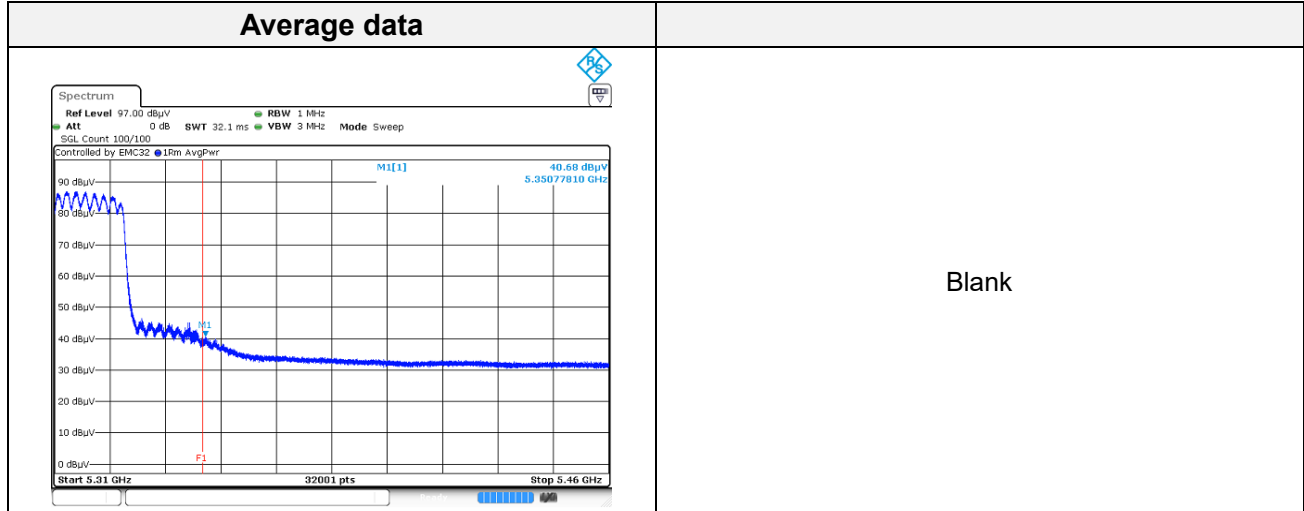 Average data
R&S
Spectrum
Ref Level 97.00 dBµV RBW 1 MHz
Att 0 dB SWT 32.1 ms VBW 3 MHz Mode Sweep
SGL Count 100/100
Controlled by EMC32 1Rm AvgPwr
M1[1] 40.68 dBµV
5.35077810 GHz
90 dBµV
80 dBµV
70 dBµV
60 dBµV
50 dBµV
M1
40 dBµV
30 dBµV
20 dBµV
10 dBµV
F1
0 dBµV
Start 5.31 GHz 32001 pts Stop 5.46 GHz
Blank